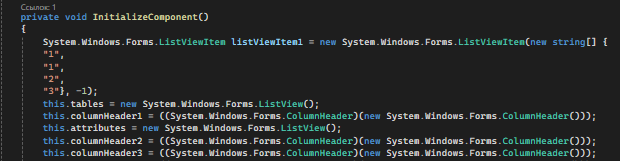 Ссылок: 1
private void InitializeComponent()
{
System.Windows.Forms.ListViewItem listViewItem1 = new System.Windows.Forms.ListViewItem(new string[] {
"1",
"1",
"2",
"3"}, -1);
this.tables = new System.Windows.Forms.ListView();
this.columnHeader1 = ((System.Windows.Forms.ColumnHeader)(new System.Windows.Forms.ColumnHeader()));
this.attributes = new System.Windows.Forms.ListView();
this.columnHeader2 = ((System.Windows.Forms.ColumnHeader)(new System.Windows.Forms.ColumnHeader()));
this.columnHeader3 = ((System.Windows.Forms.ColumnHeader)(new System.Windows.Forms.ColumnHeader()));